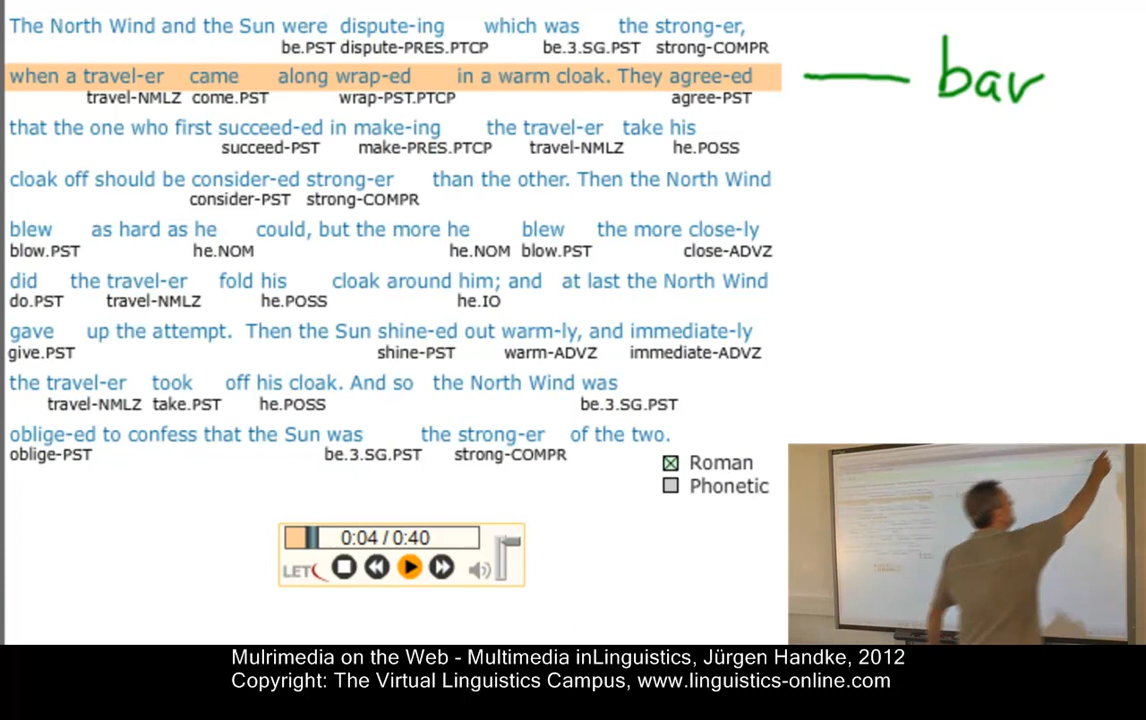 The North Wind and the Sun were dispute-ing which was the strong-er,
be.PST dispute-PRES.PTCP be.3.SG.PST strong-COMPR
when a travel-er came along wrap-ed in a warm cloak. They agree-ed
bar
travel-NMLZ come.PST wrap-PST.PTCP agree-PST
that the one who first succeed-ed in make-ing the travel-er take his
succeed-PST make-PRES.PTCP travel-NMLZ he.POSS
cloak off should be consider-ed strong-er than the other. Then the North Wind
consider-PST strong-COMPR
blew as hard as he could, but the more he blew the more close-ly
blow.PST he.NOM he.NOM blow.PST close-ADVZ
did the travel-er fold his cloak around him; and at last the North Wind
do.PST travel-NMLZ he.POSS he.IO
gave up the attempt. Then the Sun shine-ed out warm-ly, and immediate-ly
give.PST shine-PST warm-ADVZ immediate-ADVZ
the travel-er took off his cloak. And so the North Wind was
travel-NMLZ take.PST he.POSS be.3.SG.PST
oblige-ed to confess that the Sun was the strong-er of the two.
oblige-PST be.3.SG.PST strong-COMPR
Roman
Phonetic
0:04 / 0:40
LET
Mulrimedia on the Web - Multimedia inLinguistics, Jürgen Handke, 2012
Copyright: The Virtual Linguistics Campus, www.linguistics-online.com